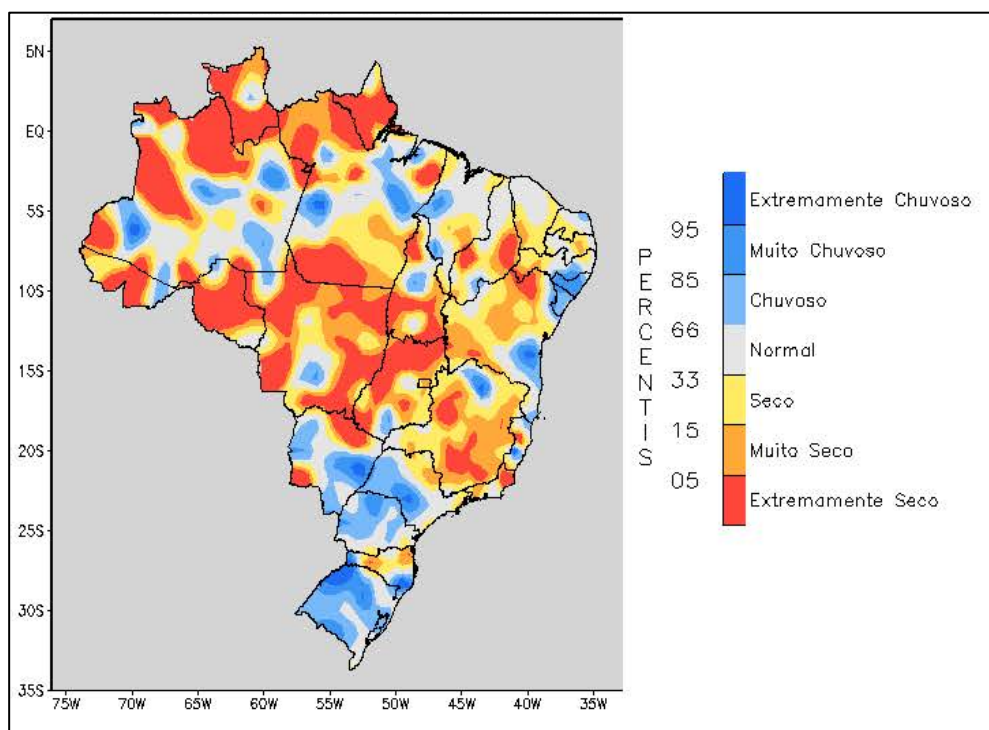 5N
EQ
5S
10S
15S
20S
25S
30S
35S
75W 70W 65W 60W 55W 50W 45W 40W 35W
PERCENTIS
Extremamente Chuvoso
95
Muito Chuvoso
85
Chuvoso
66
Normal
33
Seco
15
Muito Seco
05
Extremamente Seco